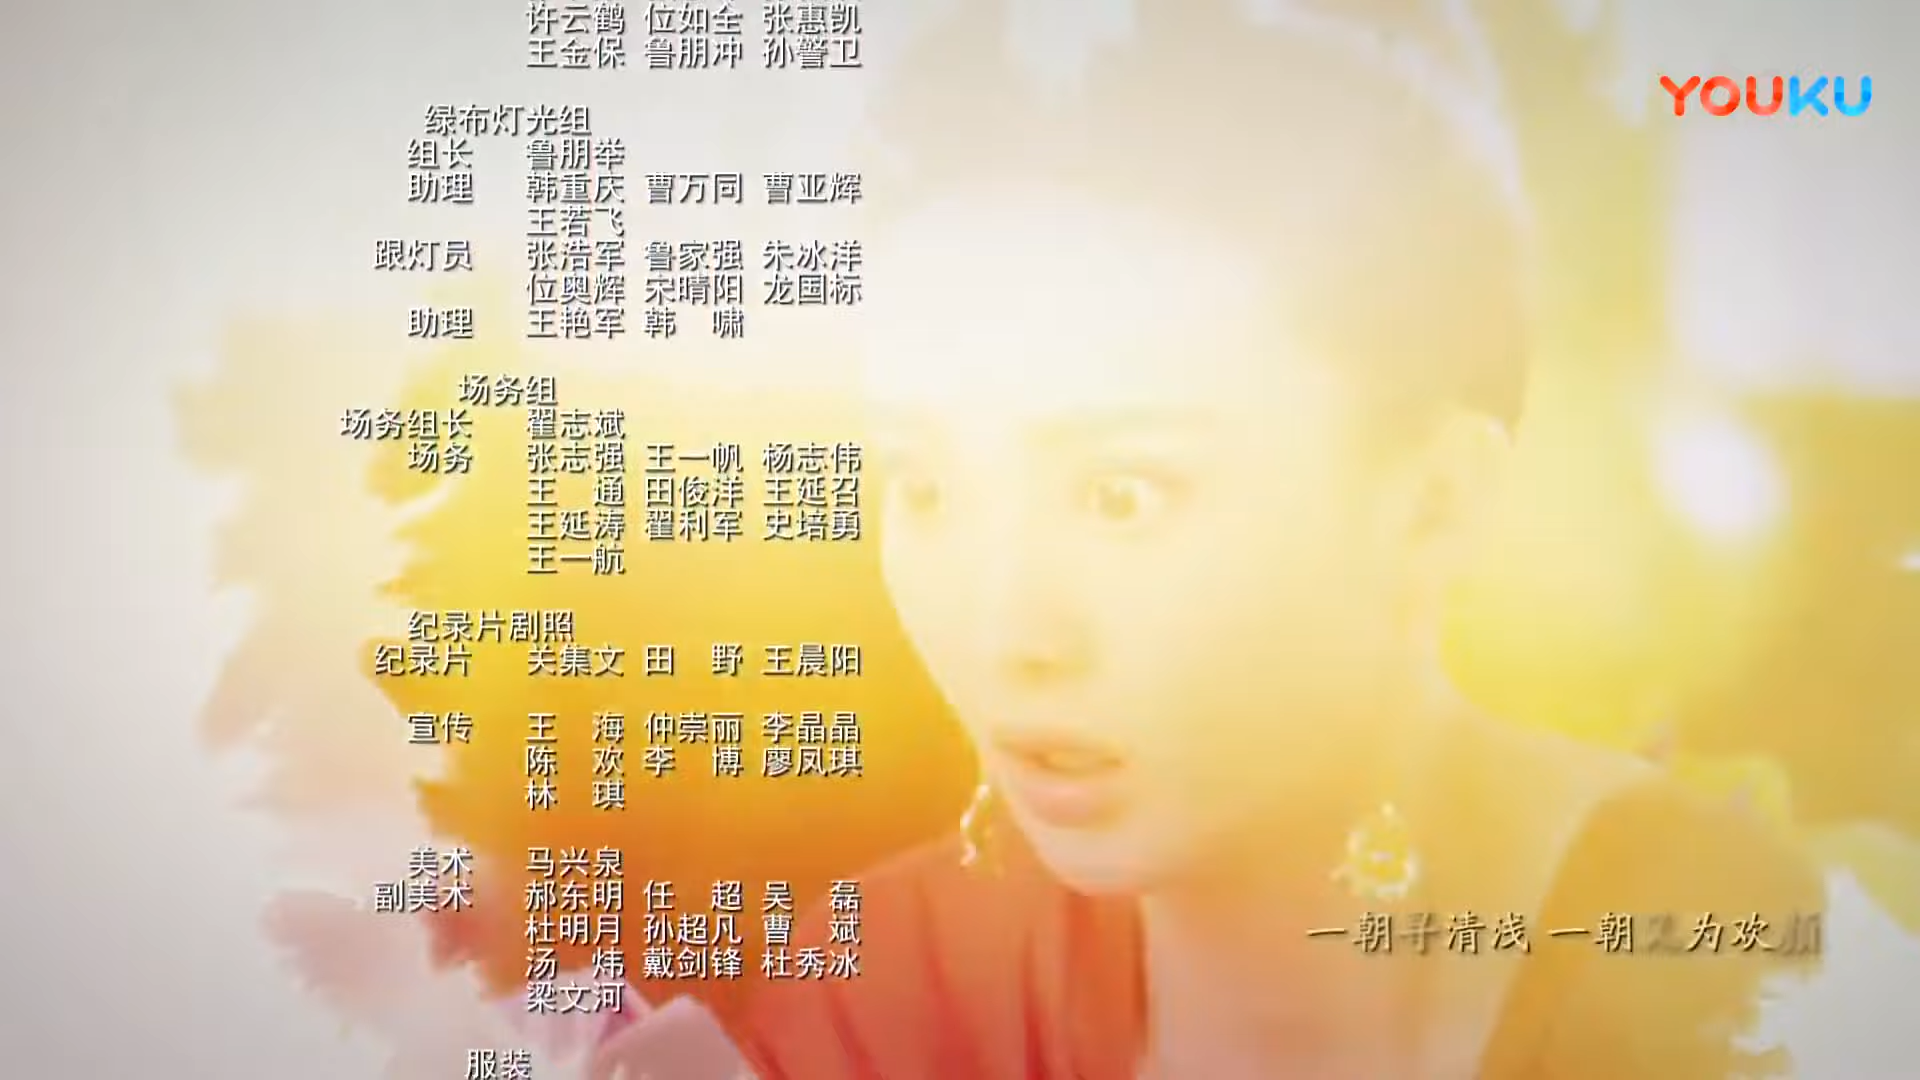 许云鹤 位如全 张惠凯
王金保 鲁朋冲 孙警卫
YOUKU
绿布灯光组
组长 鲁朋举
助理 韩重庆 曹万同 曹亚辉
王若飞
跟灯员 张浩军 鲁家强 朱冰洋
位奥辉 宋晴阳 龙国标
助理 王艳军 韩 啸
场务组
场务组长 翟志斌
场务 张志强 王一帆 杨志伟
王 通 田俊洋 王延召
王延涛 翟利军 史培勇
王一航
纪录片剧照
纪录片 关集文 田 野 王晨阳
宣传 王 海 仲崇丽 李晶晶
陈 欢 李 博 廖凤琪
林 琪
美术 马兴泉
副美术 郝东明 任 超 吴 磊
杜明月 孙超凡 曹 斌
汤 炜 戴剑锋 杜秀冰
梁文河
一朝寻清浅 一朝 为欢颜
服装